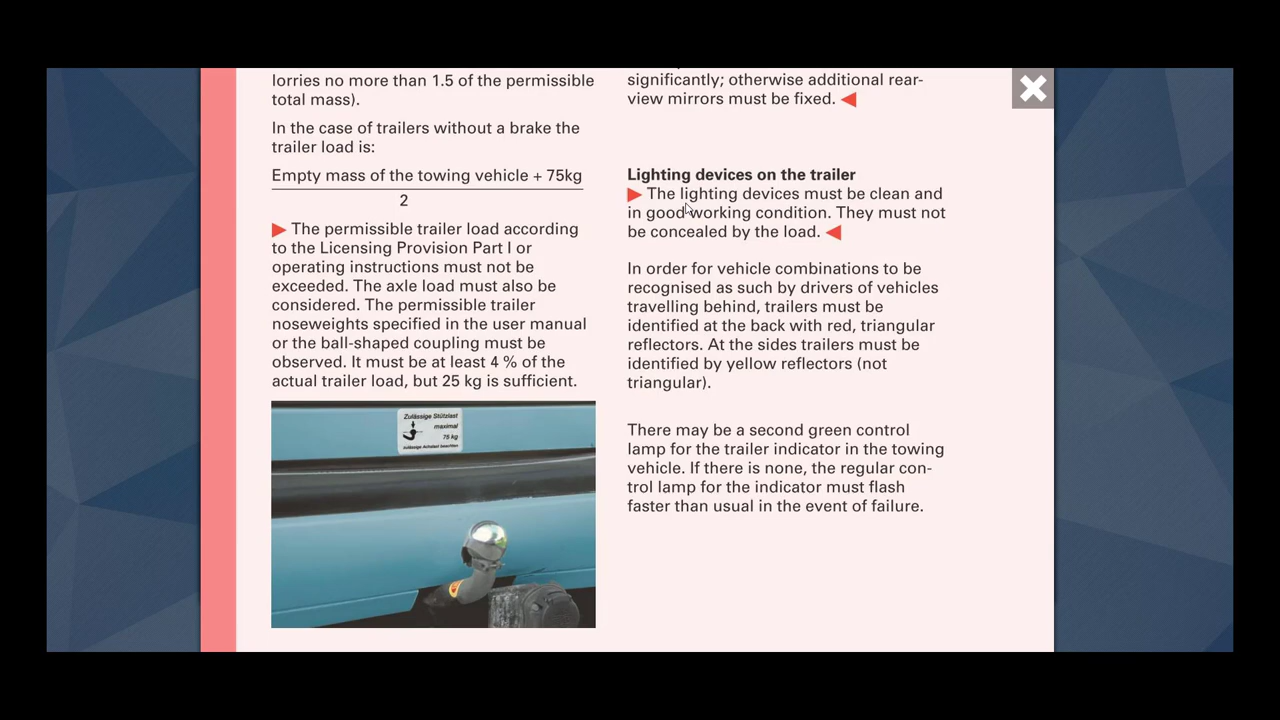 lorries no more than 1.5 of the permissible
total mass).
In the case of trailers without a brake the
trailer load is:
Empty mass of the towing vehicle + 75kg
2
The permissible trailer load according
to the Licensing Provision Part I or
operating instructions must not be
exceeded. The axle load must also be
considered. The permissible trailer
noseweights specified in the user manual
or the ball-shaped coupling must be
observed. It must be at least 4 % of the
actual trailer load, but 25 kg is sufficient.
Zulässige Stützlast
maximal
75 kg
zulässige Anhalast beachten
significantly; otherwise additional rear-
view mirrors must be fixed.
Lighting devices on the trailer
The lighting devices must be clean and
in good working condition. They must not
be concealed by the load.
In order for vehicle combinations to be
recognised as such by drivers of vehicles
travelling behind, trailers must be
identified at the back with red, triangular
reflectors. At the sides trailers must be
identified by yellow reflectors (not
triangular).
There may be a second green control
lamp for the trailer indicator in the towing
vehicle. If there is none, the regular con-
trol lamp for the indicator must flash
faster than usual in the event of failure.